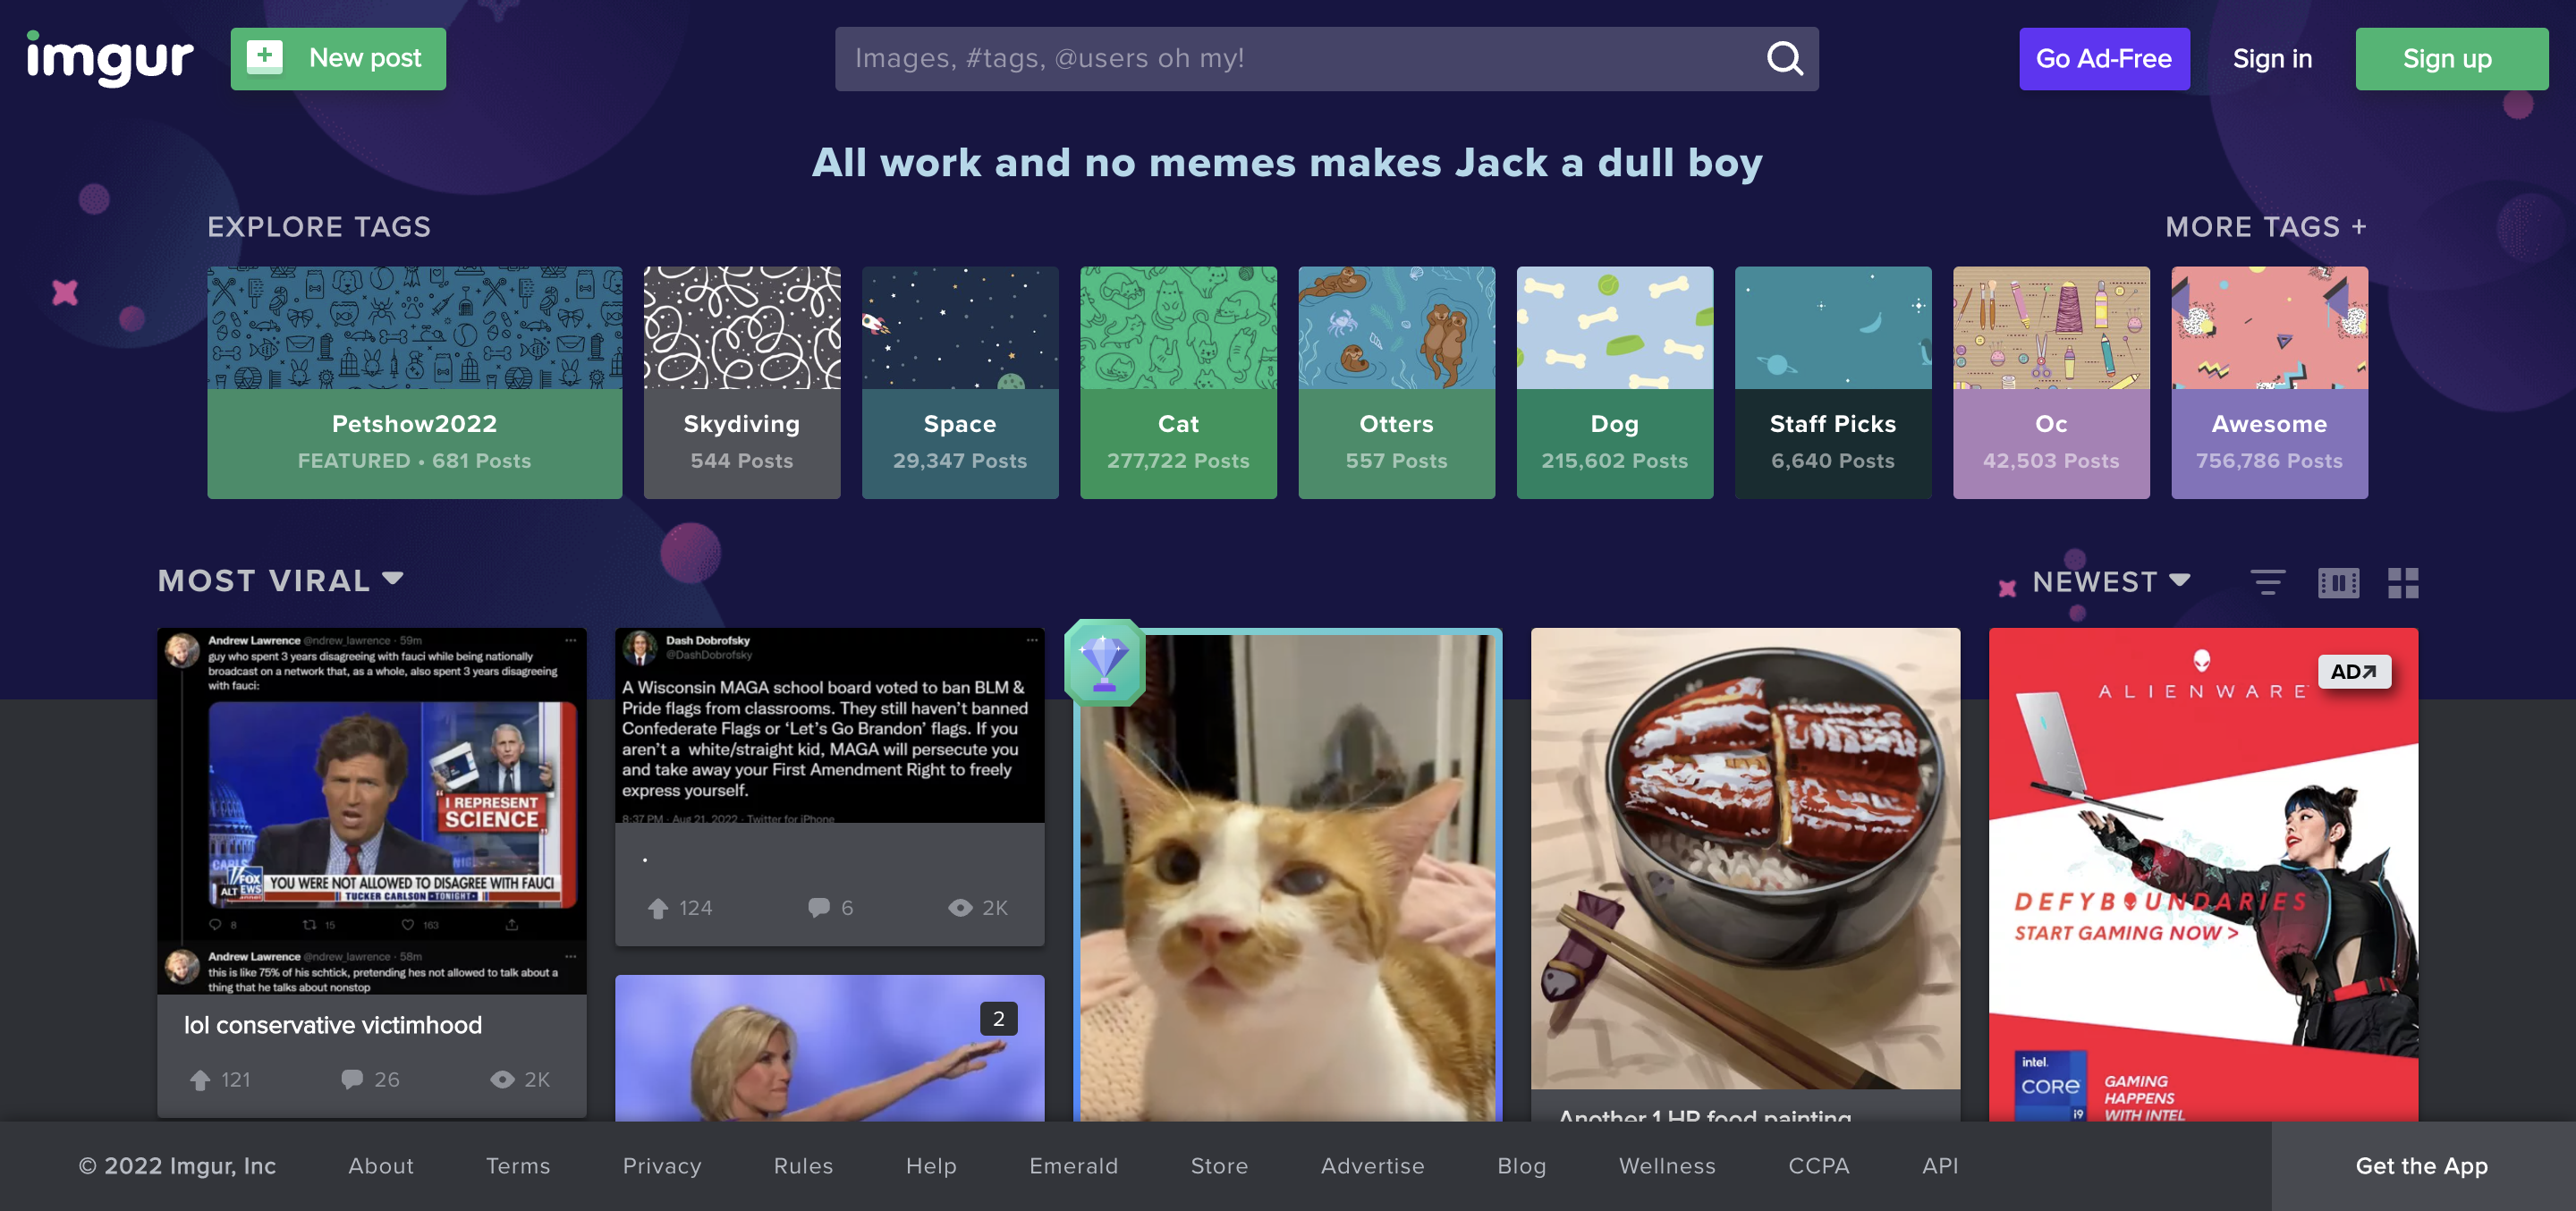 imgur
New post
Images, #tags, @users oh my!
Go Ad-Free
Sign in
Sign up
All work and no memes makes Jack a dull boy
EXPLORE TAGS
MORE TAGS +
Petshow2022
FEATURED • 681 Posts
Skydiving
544 Posts
Space
29,347 Posts
Cat
277,722 Posts
Otters
557 Posts
Dog
215,602 Posts
Staff Picks
6,640 Posts
Oc
42,503 Posts
Awesome
756,786 Posts
MOST VIRAL
NEWEST
Andrew Lawrence @ndrew_lawrence · 59m
guy who spent 3 years disagreeing with fauci while being nationally
broadcast on a network that, as a whole, also spent 3 years disagreeing
with fauci:
"I REPRESENT
SCIENCE"
FOX
ALT EWS
YOU WERE NOT ALLOWED TO DISAGREE WITH FAUCI
TUCKER CARLSON TONIGHT
8
15
163
Andrew Lawrence @ndrew_lawrence · 58m
this is like 75% of his schtick, pretending hes not allowed to talk about a
thing that he talks about nonstop
lol conservative victimhood
121
26
2K
Dash Dobrofsky
@DashDobrofsky
A Wisconsin MAGA school board voted to ban BLM &
Pride flags from classrooms. They still haven't banned
Confederate Flags or 'Let's Go Brandon' flags. If you
aren't a white/straight kid, MAGA will persecute you
and take away your First Amendment Right to freely
express yourself.
8:37 PM · Aug 21, 2022 · Twitter for iPhone
.
124
6
2K
2
Another 1 HR food painting
ALIENWARE
AD
DEFY BOUNDARIES
START GAMING NOW >
intel.
CORE
i9
GAMING
HAPPENS
WITH INTEL
© 2022 Imgur, Inc
About
Terms
Privacy
Rules
Help
Emerald
Store
Advertise
Blog
Wellness
CCPA
API
Get the App